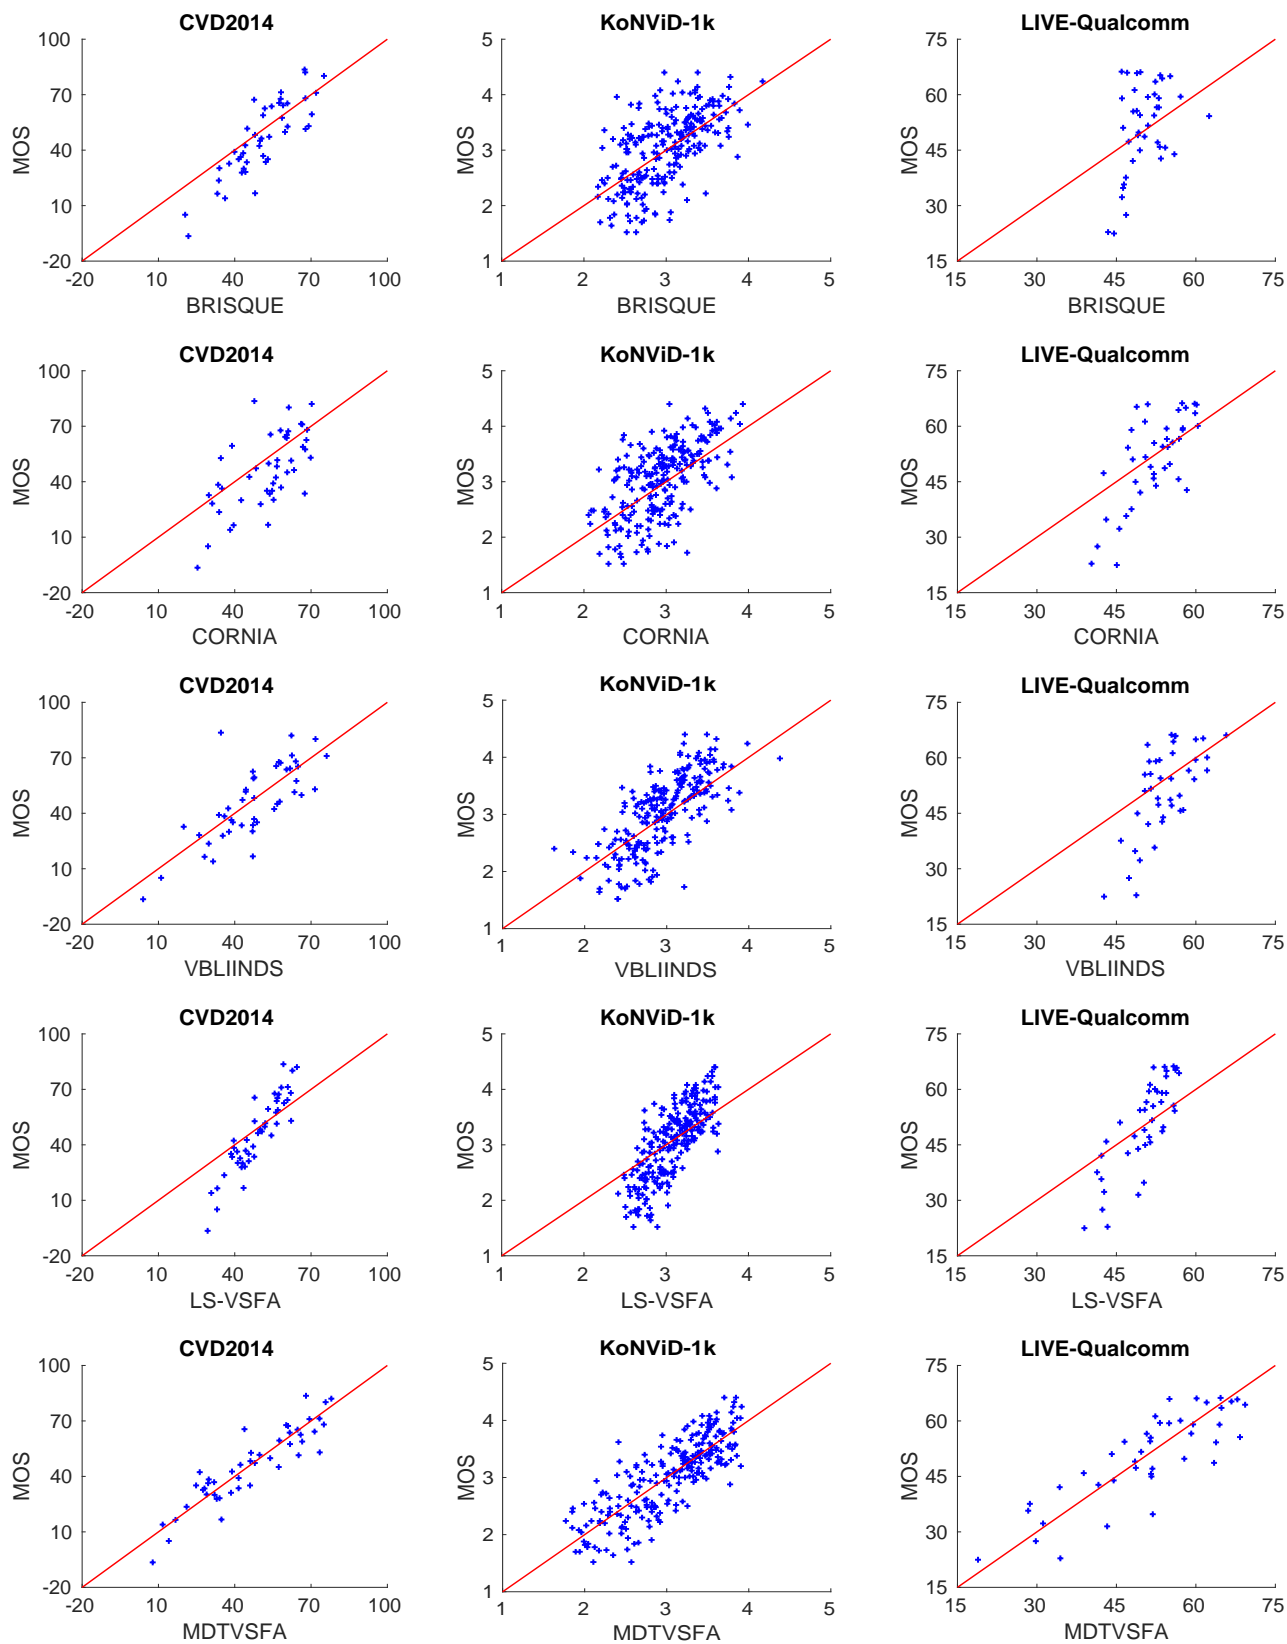 CVD2014 KoNViD-1k LIVE-Qualcomm
100 5 75
70 4 60
MOS 40 MOS 3 MOS 45
10 2 30
-20 1 15
-20 10 40 70 100 1 2 3 4 5 15 30 45 60 75
BRISQUE BRISQUE BRISQUE
CVD2014 KoNViD-1k LIVE-Qualcomm
100 5 75
70 4 60
MOS 40 MOS 3 MOS 45
10 2 30
-20 1 15
-20 10 40 70 100 1 2 3 4 5 15 30 45 60 75
CORNIA CORNIA CORNIA
CVD2014 KoNViD-1k LIVE-Qualcomm
100 5 75
70 4 60
MOS 40 MOS 3 MOS 45
10 2 30
-20 1 15
-20 10 40 70 100 1 2 3 4 5 15 30 45 60 75
VBLIINDS VBLIINDS VBLIINDS
CVD2014 KoNViD-1k LIVE-Qualcomm
100 5 75
70 4 60
MOS 40 MOS 3 MOS 45
10 2 30
-20 1 15
-20 10 40 70 100 1 2 3 4 5 15 30 45 60 75
LS-VSFA LS-VSFA LS-VSFA
CVD2014 KoNViD-1k LIVE-Qualcomm
100 5 75
70 4 60
MOS 40 MOS 3 MOS 45
10 2 30
-20 1 15
-20 10 40 70 100 1 2 3 4 5 15 30 45 60 75
MDTVSFA MDTVSFA MDTVSFA